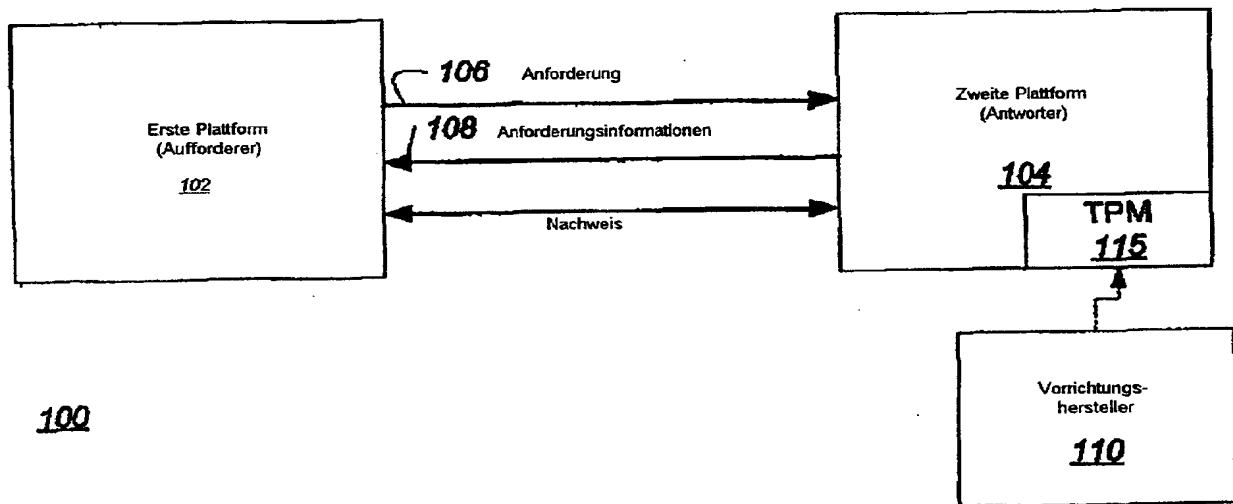 Erste Plattform
(Aufforderer)
102
106 Anforderung
108 Anforderungsinformationen
Nachweis
Zweite Plattform
(Antworter)
104
TPM
115
Vorrichtungs-
hersteller
110
100